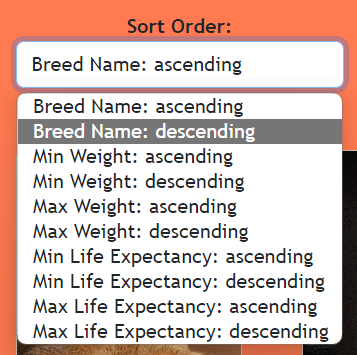 Sort Order:
Breed Name: ascending
Breed Name: ascending
Breed Name: descending
Min Weight: ascending
Min Weight: descending
Max Weight: ascending
Max Weight: descending
Min Life Expectancy: ascending
Min Life Expectancy: descending
Max Life Expectancy: ascending
Max Life Expectancy: descending